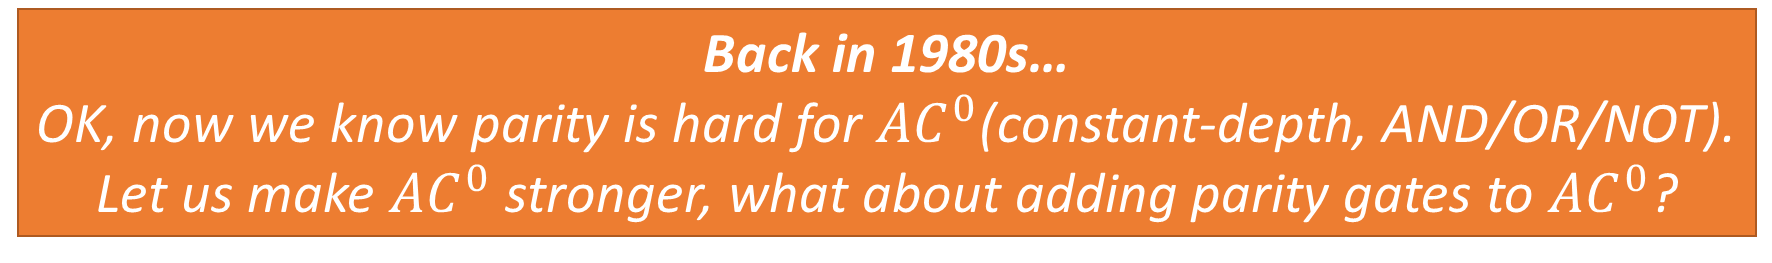 Back in 1980s…
OK, now we know parity is hard for AC⁰(constant-depth, AND/OR/NOT).
Let us make AC⁰ stronger, what about adding parity gates to AC⁰?